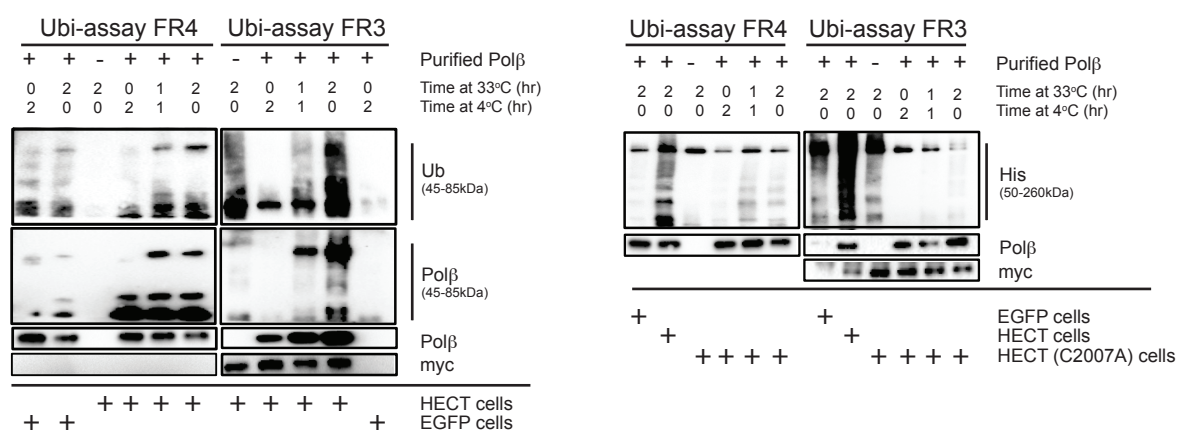 Ubi-assay FR4 Ubi-assay FR3
+ + - + + + - + + + + Purified Polβ
0 2 2 0 1 2 2 0 1 2 0 Time at 33°C (hr)
2 0 0 2 1 0 0 2 1 0 2 Time at 4°C (hr)
Ub
(45-85kDa)
Polβ
(45-85kDa)
Polβ
myc
+ + + + + + + + HECT cells
+ + + EGFP cells
Ubi-assay FR4 Ubi-assay FR3
+ + - + + + + + - + + + Purified Polβ
2 2 2 0 1 2 2 2 2 0 1 2 Time at 33°C (hr)
0 0 0 2 1 0 0 0 0 2 1 0 Time at 4°C (hr)
His
(50-260kDa)
Polβ
myc
+ + EGFP cells
+ + HECT cells
+ + + + + + + + HECT (C2007A) cells